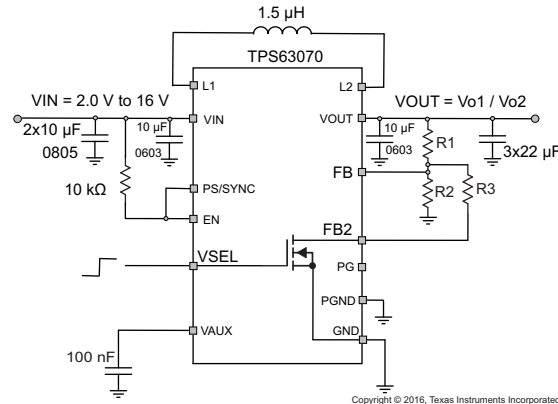 1.5 µH
TPS63070
L1
L2
VIN = 2.0 V to 16 V
VIN
VOUT
VOUT = Vo1 / Vo2
2x10 µF
0805
10 µF
0603
10 µF
0603
R1
3x22 µF
10 kΩ
PS/SYNC
FB
R2
R3
EN
FB2
VSEL
PG
PGND
VAUX
GND
100 nF
Copyright © 2016, Texas Instruments Incorporated